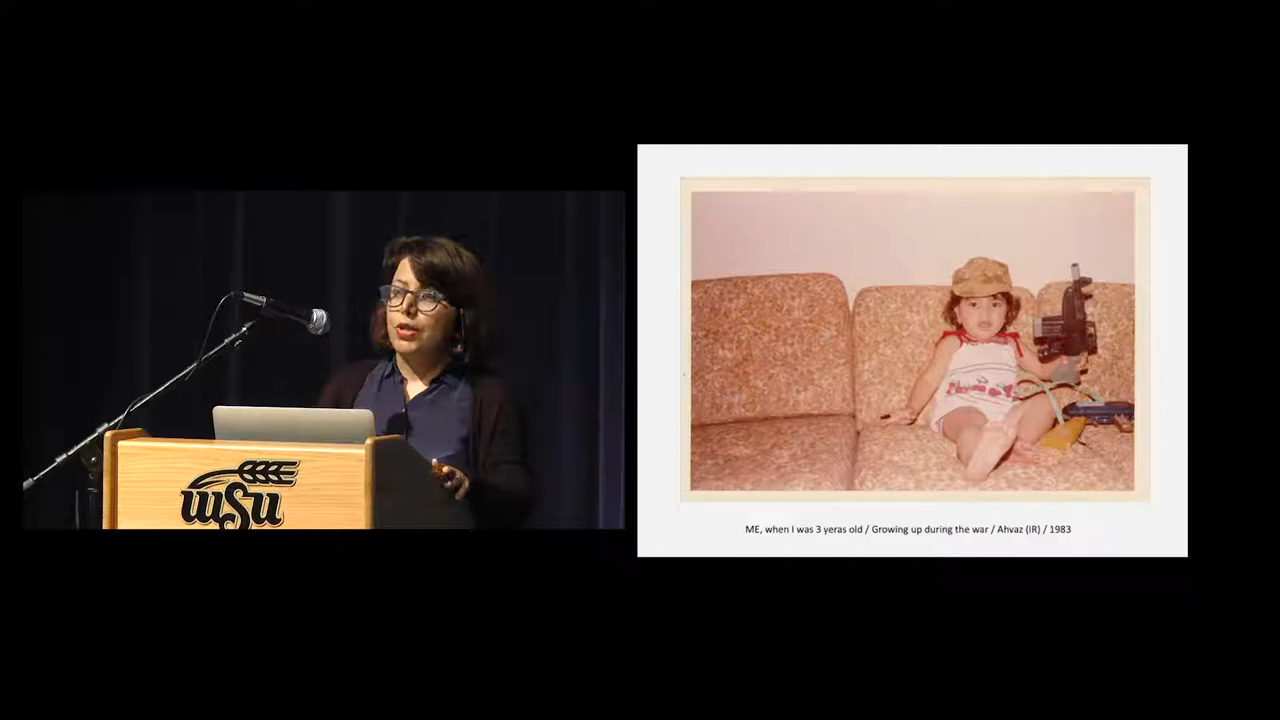 wsu
ME, when I was 3 yeras old / Growing up during the war / Ahvaz (IR) / 1983